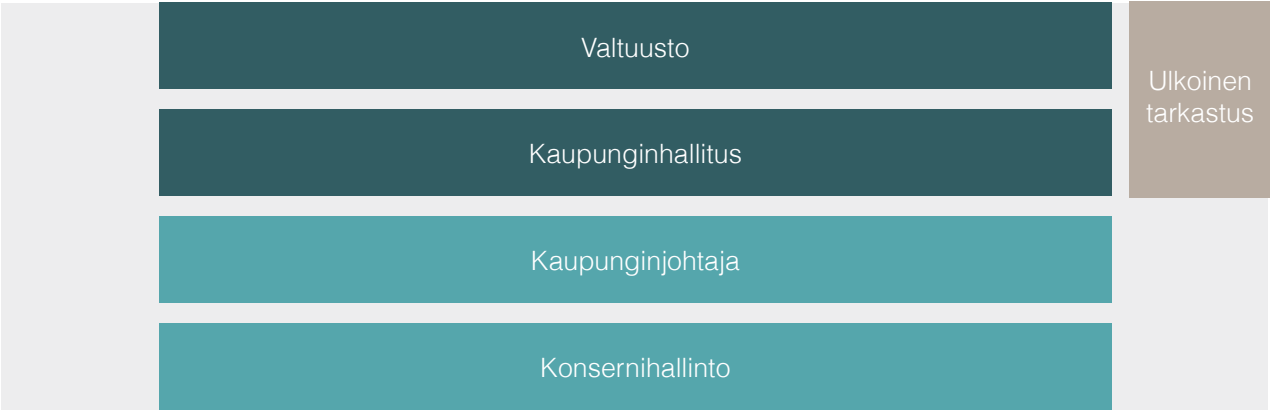 Valtuusto
Ulkoinen
tarkastus
Kaupunginhallitus
Kaupunginjohtaja
Konsernihallinto